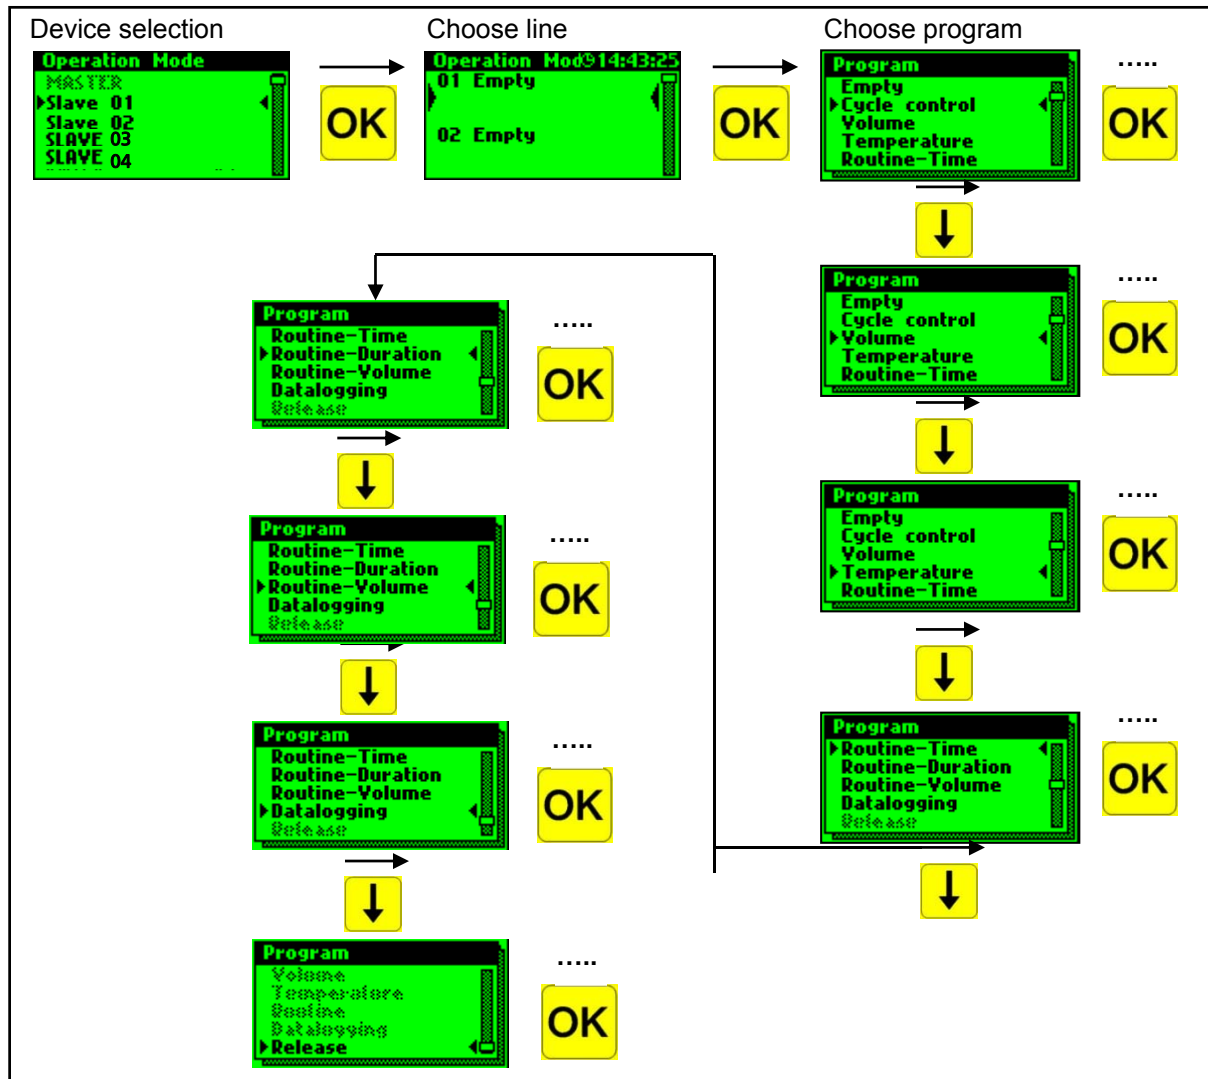 Device selection
Choose line
Choose program
Operation Mode
MASTER
Slave 01
Slave 02
SLAVE 03
SLAVE 04
OK
Operation Mod 14:43:25
01 Empty
02 Empty
OK
Program
Empty
Cycle control
Volume
Temperature
Routine-Time
.....
OK
Program
Empty
Cycle control
Volume
Temperature
Routine-Time
.....
OK
Program
Empty
Cycle control
Volume
Temperature
Routine-Time
.....
OK
Program
Routine-Time
Routine-Duration
Routine-Volume
Datalogging
Release
.....
OK
Program
Routine-Time
Routine-Duration
Routine-Volume
Datalogging
Release
.....
OK
Program
Routine-Time
Routine-Duration
Routine-Volume
Datalogging
Release
.....
OK
Program
Routine-Time
Routine-Duration
Routine-Volume
Datalogging
Release
.....
OK
Program
Volume
Temperature
Routine
Datalogging
Release
.....
OK